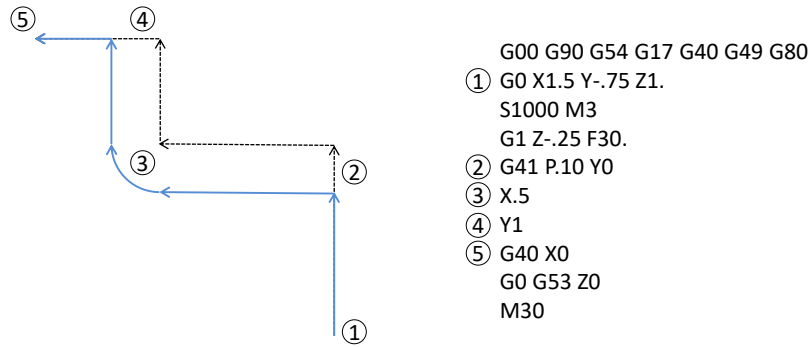 ⑤
④
③
②
①
G00 G90 G54 G17 G40 G49 G80
① G0 X1.5 Y-.75 Z1.
S1000 M3
G1 Z-.25 F30.
② G41 P.10 Y0
③ X.5
④ Y1
⑤ G40 X0
G0 G53 Z0
M30